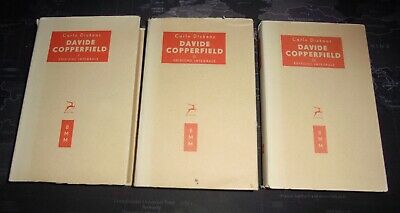 Carlo Dickens
DAVIDE
COPPERFIELD
EDIZIONE INTEGRALE
B
M
M
Carlo Dickens
DAVIDE
COPPERFIELD
EDIZIONE INTEGRALE
B
M
M
Carlo Dickens
DAVIDE
COPPERFIELD
EDIZIONE INTEGRALE
B
M
M